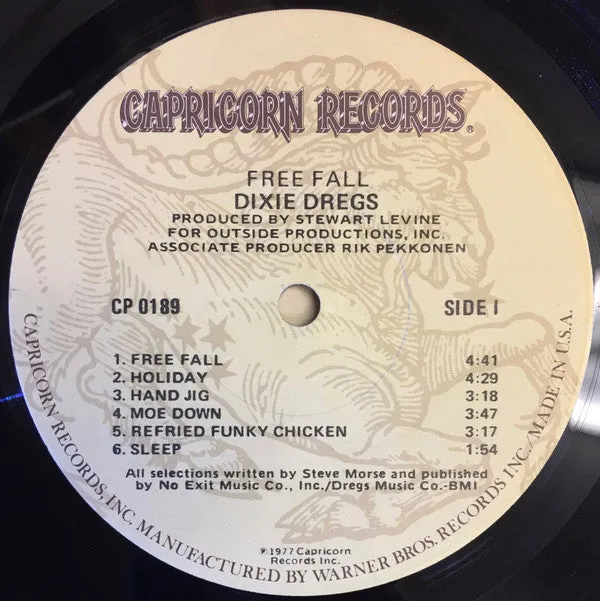 CAPRICORN RECORDS®
FREE FALL
DIXIE DREGS
PRODUCED BY STEWART LEVINE
FOR OUTSIDE PRODUCTIONS, INC.
ASSOCIATE PRODUCER RIK PEKKONEN
CP 0189 SIDE I
1. FREE FALL 4:41
2. HOLIDAY 4:29
3. HAND JIG 3:18
4. MOE DOWN 3:47
5. REFRIED FUNKY CHICKEN 3:17
6. SLEEP 1:54
All selections written by Steve Morse and published
by No Exit Music Co., Inc./Dregs Music Co.-BMI
℗1977 Capricorn
Records Inc.
CAPRICORN RECORDS, INC. MANUFACTURED BY WARNER BROS. RECORDS INC./MADE IN U.S.A.